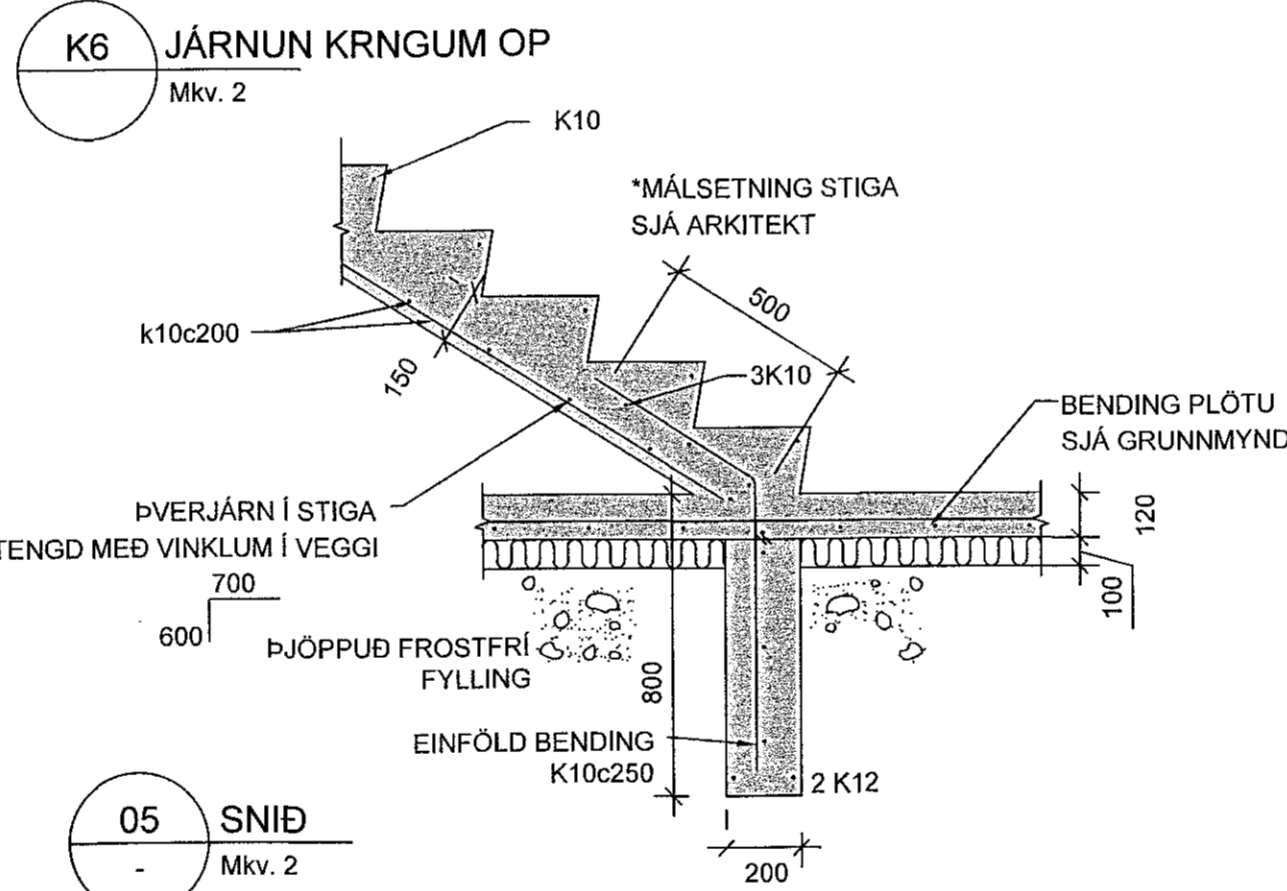 K6
JÁRNUN KRNGUM OP
Mkv. 2
K10
*MÁLSETNING STIGA
SJÁ ARKITEKT
500
k10c200
150
3K10
BENDING PLÖTU
SJÁ GRUNNMYND
ÞVERJÁRN Í STIGA
TENGD MEÐ VINKLUM Í VEGGI
700
600
120
100
ÞJÖPPUÐ FROSTFRÍ
FYLLING
800
EINFÖLD BENDING
K10c250
2 K12
200
05
SNIÐ
-
Mkv. 2